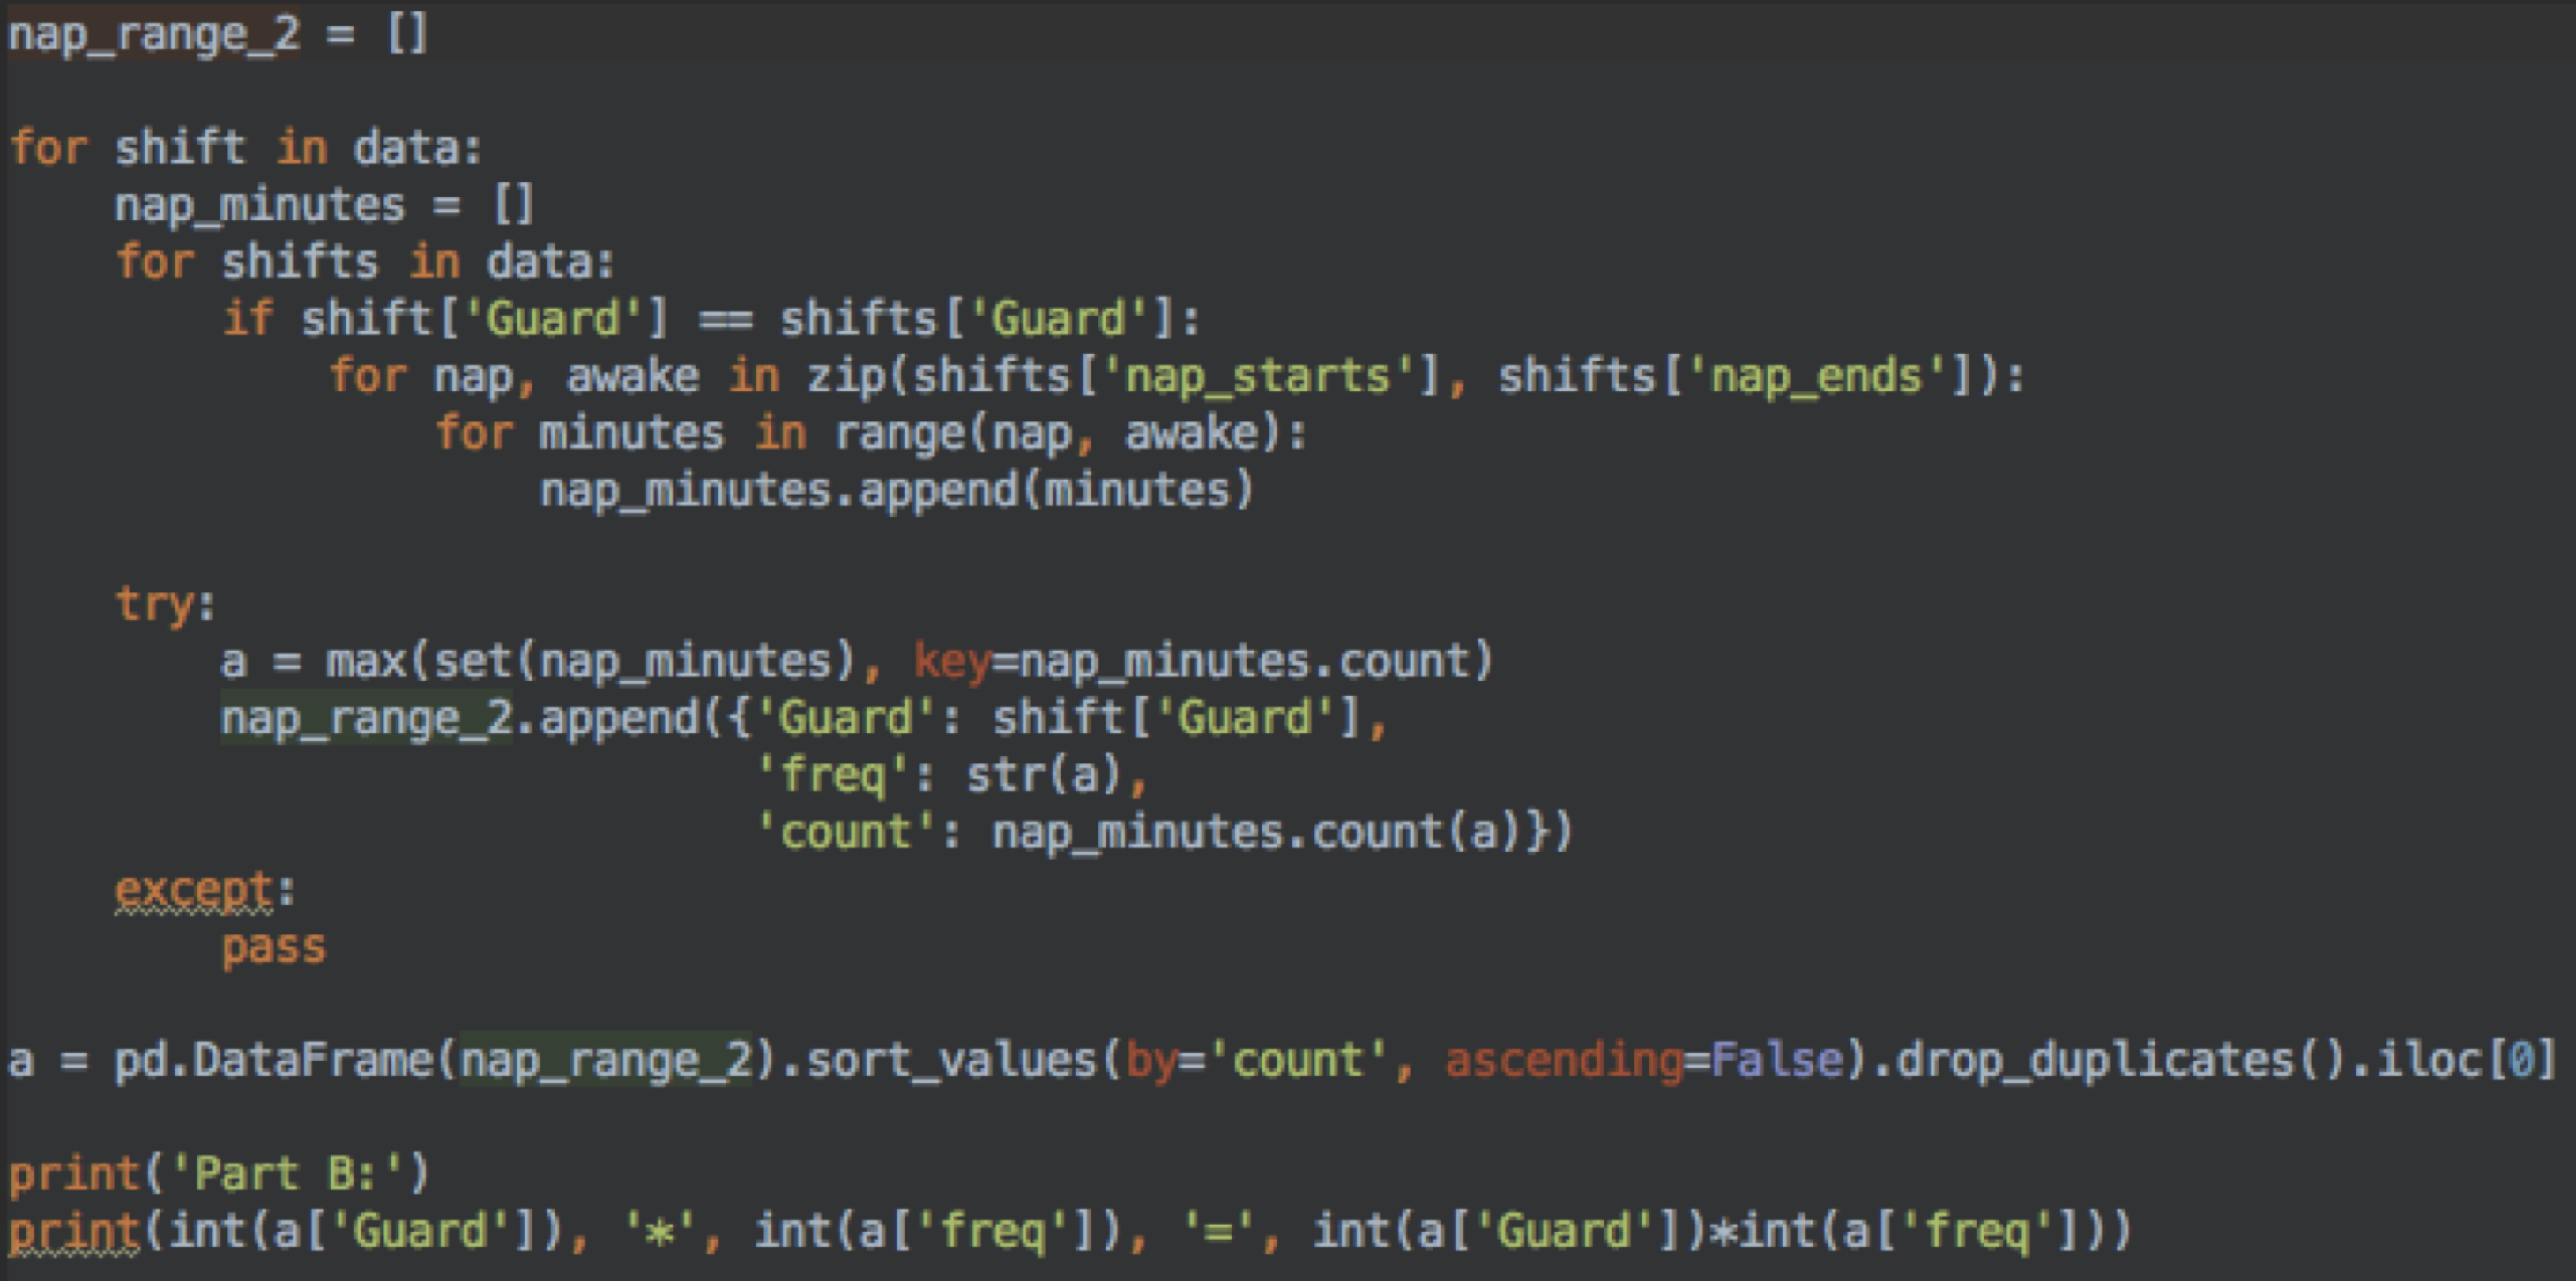 nap_range_2 = []
for shift in data:
    nap_minutes = []
    for shifts in data:
        if shift['Guard'] == shifts['Guard']:
            for nap, awake in zip(shifts['nap_starts'], shifts['nap_ends']):
                for minutes in range(nap, awake):
                    nap_minutes.append(minutes)
    try:
        a = max(set(nap_minutes), key=nap_minutes.count)
        nap_range_2.append({'Guard': shift['Guard'],
                            'freq': str(a),
                            'count': nap_minutes.count(a)})
    except:
        pass
a = pd.DataFrame(nap_range_2).sort_values(by='count', ascending=False).drop_duplicates().iloc[0]
print('Part B:')
print(int(a['Guard']), '*', int(a['freq']), '=', int(a['Guard'])*int(a['freq']))